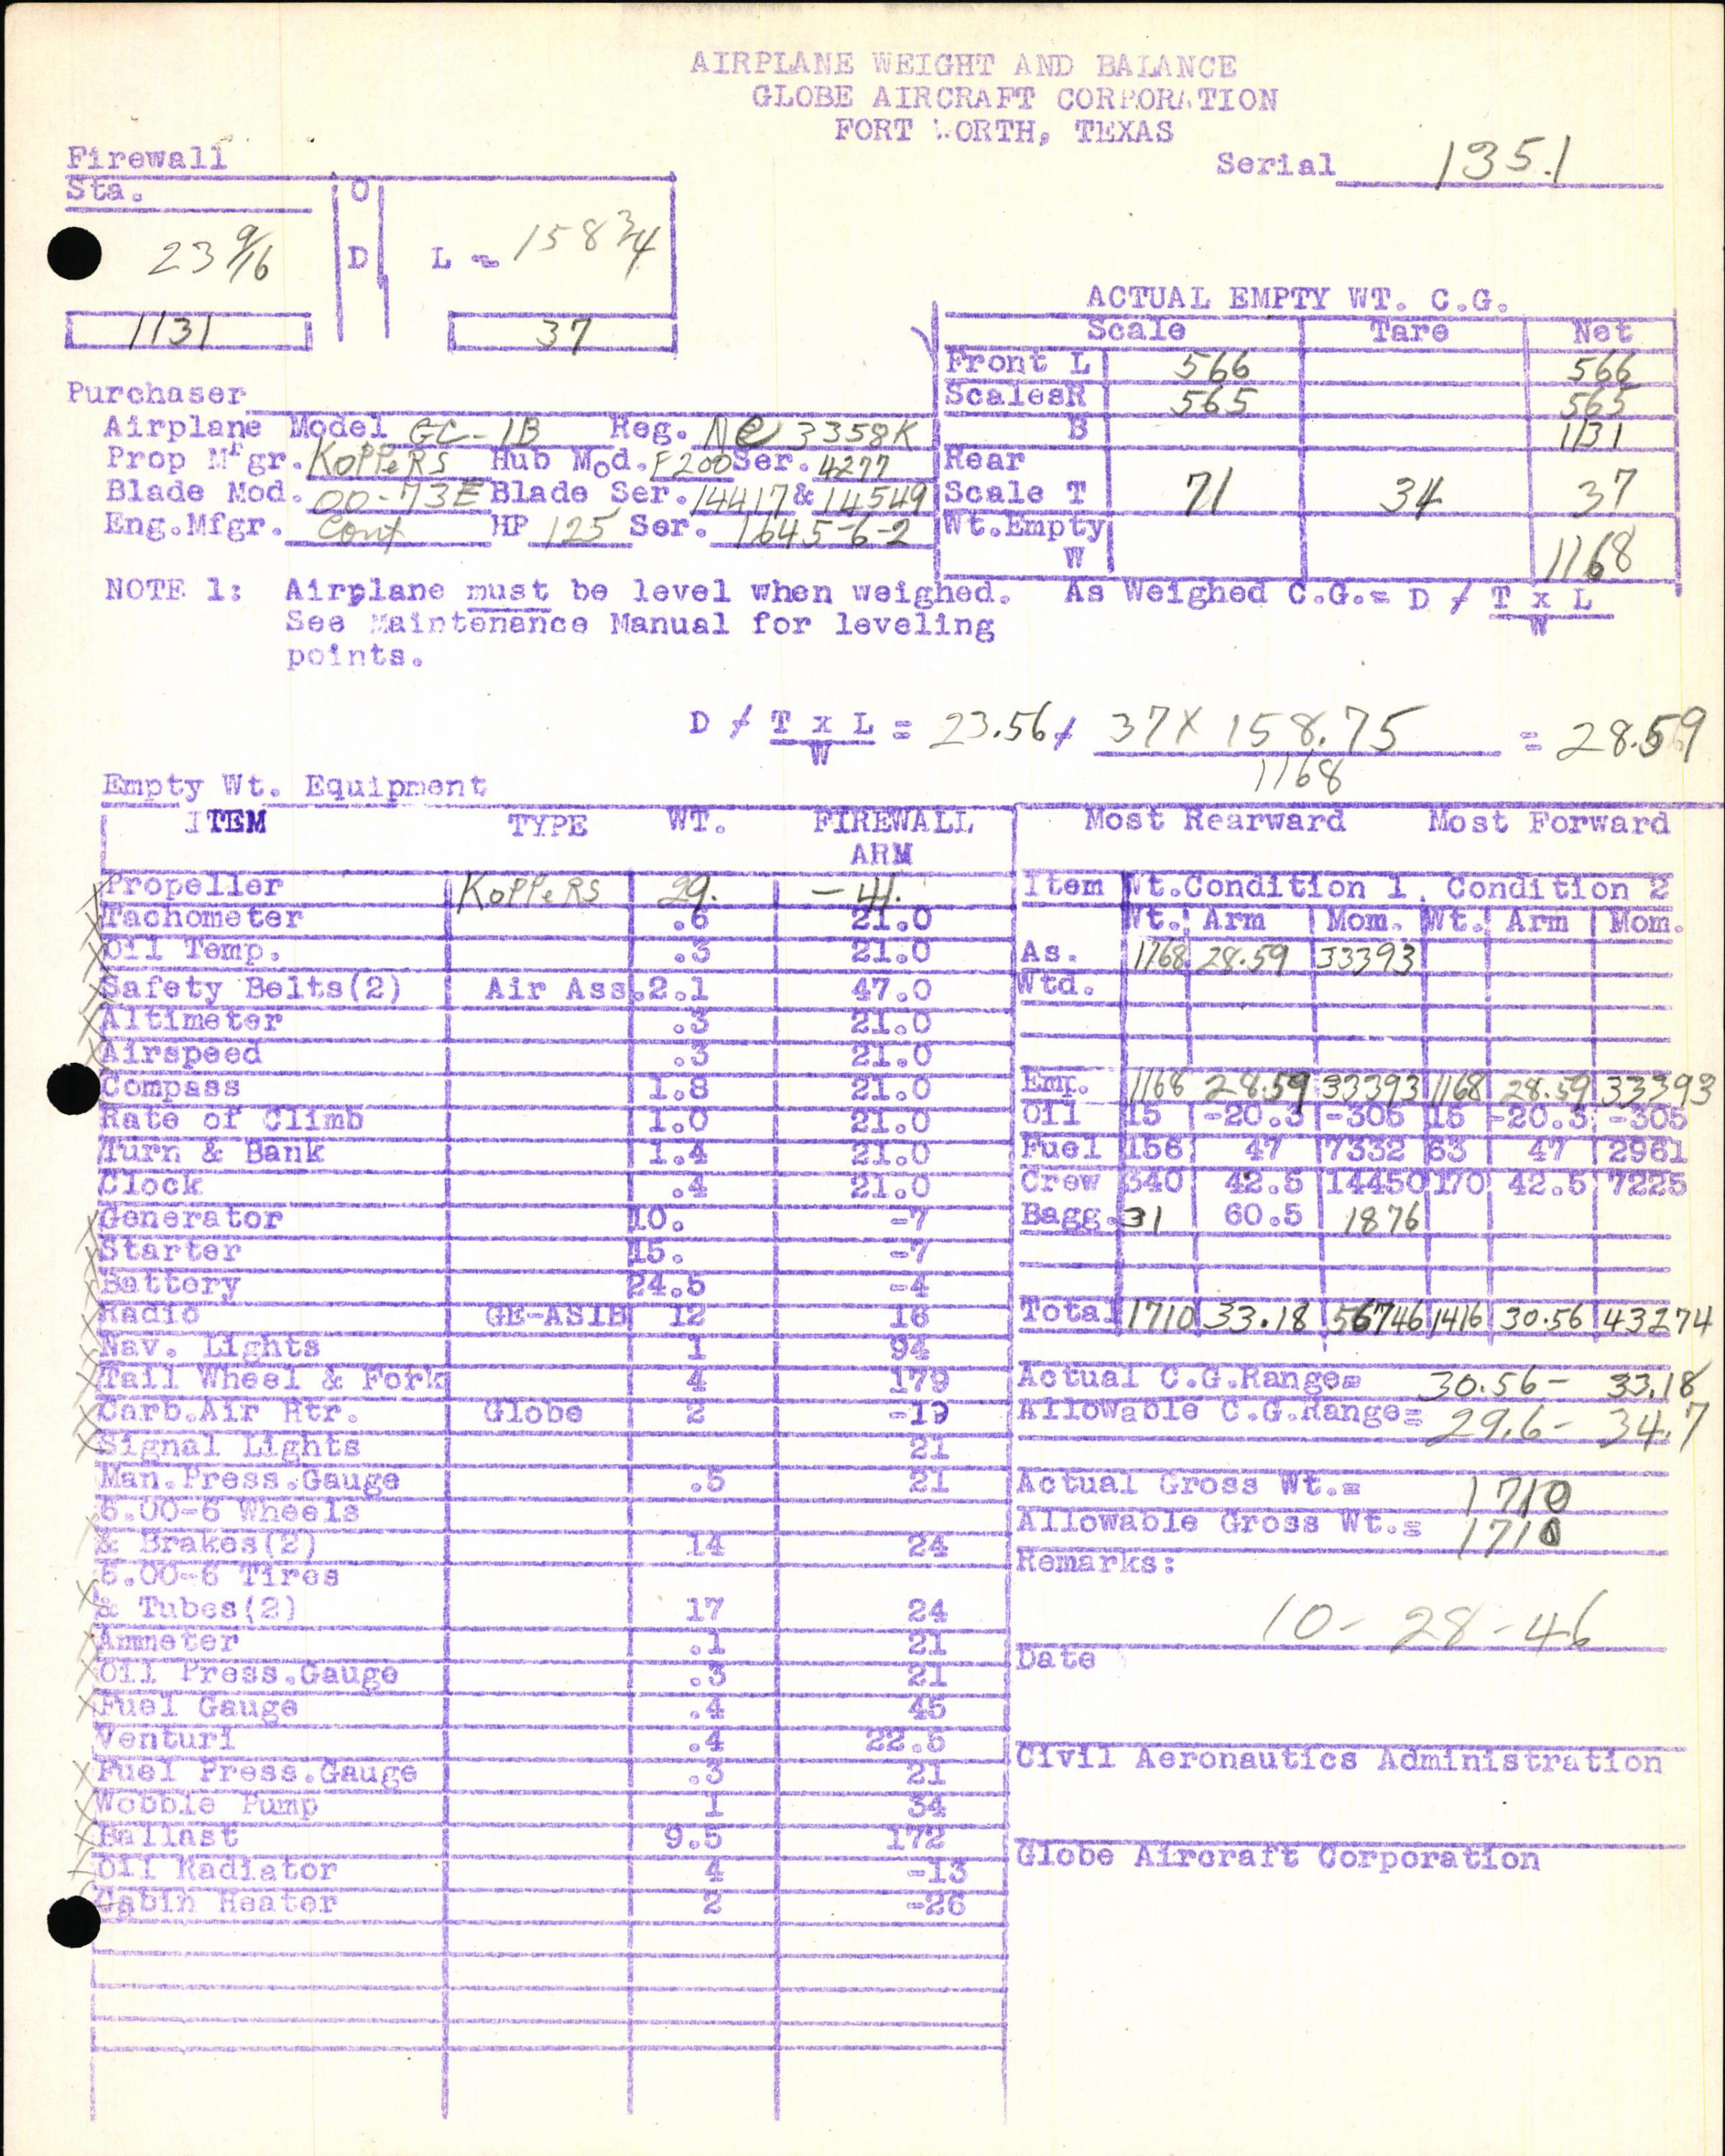 AIRPLANE WEIGHT AND BALANCE
GLOBE AIRCRAFT CORPORATION
FORT WORTH, TEXAS
Serial 1351
Firewall
Sta. O
23 9/16 D L = 158 3/4
1131 37
ACTUAL EMPTY WT. C.G.
Scale Tare Net
Front L 566 566
Scales R 565 565
B 1131
Rear
Scale T 71 34 37
Wt.Empty
W 1168
Purchaser
Airplane Model GC-1B Reg. NC 3358K
Prop Mfgr. KOPPERS Hub Mod. F200 Ser. 4277
Blade Mod. 00-73E Blade Ser. 14417 & 14549
Eng.Mfgr. Cont HP 125 Ser. 1645-6-2
NOTE 1: Airplane must be level when weighed.
See Maintenance Manual for leveling
points.
As Weighed C.G.= D / T x L
W
D / T x L = 23.56 / 37 X 158.75 = 28.59
W 1168
Empty Wt. Equipment
ITEM TYPE WT. FIREWALL
ARM
Propeller KOPPERS 29. -41.
Tachometer .6 21.0
Oil Temp. .3 21.0
Safety Belts(2) Air Ass. 2.1 47.0
Altimeter .3 21.0
Airspeed .3 21.0
Compass 1.8 21.0
Rate of Climb 1.0 21.0
Turn & Bank 1.4 21.0
Clock .4 21.0
Generator 10. -7
Starter 15. -7
Battery 24.5 -4
Radio GE-AS1B 12 16
Nav. Lights 1 94
Tail Wheel & Fork 4 179
Carb.Air Htr. Globe 2 -19
Signal Lights 21
Man.Press.Gauge .5 21
6.00-6 Wheels
& Brakes(2) 14 24
6.00-6 Tires
& Tubes(2) 17 24
Ammeter .1 21
Oil Press.Gauge .3 21
Fuel Gauge .4 45
Venturi .4 22.5
Fuel Press.Gauge .3 21
Wobble Pump 1 34
Ballast 9.5 172
Oil Radiator 4 -13
Cabin Heater 2 -26
Most Rearward Most Forward
Item Wt.Condition 1 Condition 2
Wt. Arm Mom. Wt. Arm Mom.
As. 1168 28.59 33393
Wtd.
Emp. 1168 28.59 33393 1168 28.59 33393
Oil 15 -20.3 -305 15 -20.3 -305
Fuel 156 47 7332 63 47 2961
Crew 340 42.5 14450 170 42.5 7225
Bagg. 31 60.5 1876
Total 1710 33.18 56746 1416 30.56 43274
Actual C.G.Range= 30.56 - 33.18
Allowable C.G.Range= 29.6 - 34.7
Actual Gross Wt.= 1710
Allowable Gross Wt.= 1710
Remarks:
10-28-46
Date
Civil Aeronautics Administration
Globe Aircraft Corporation